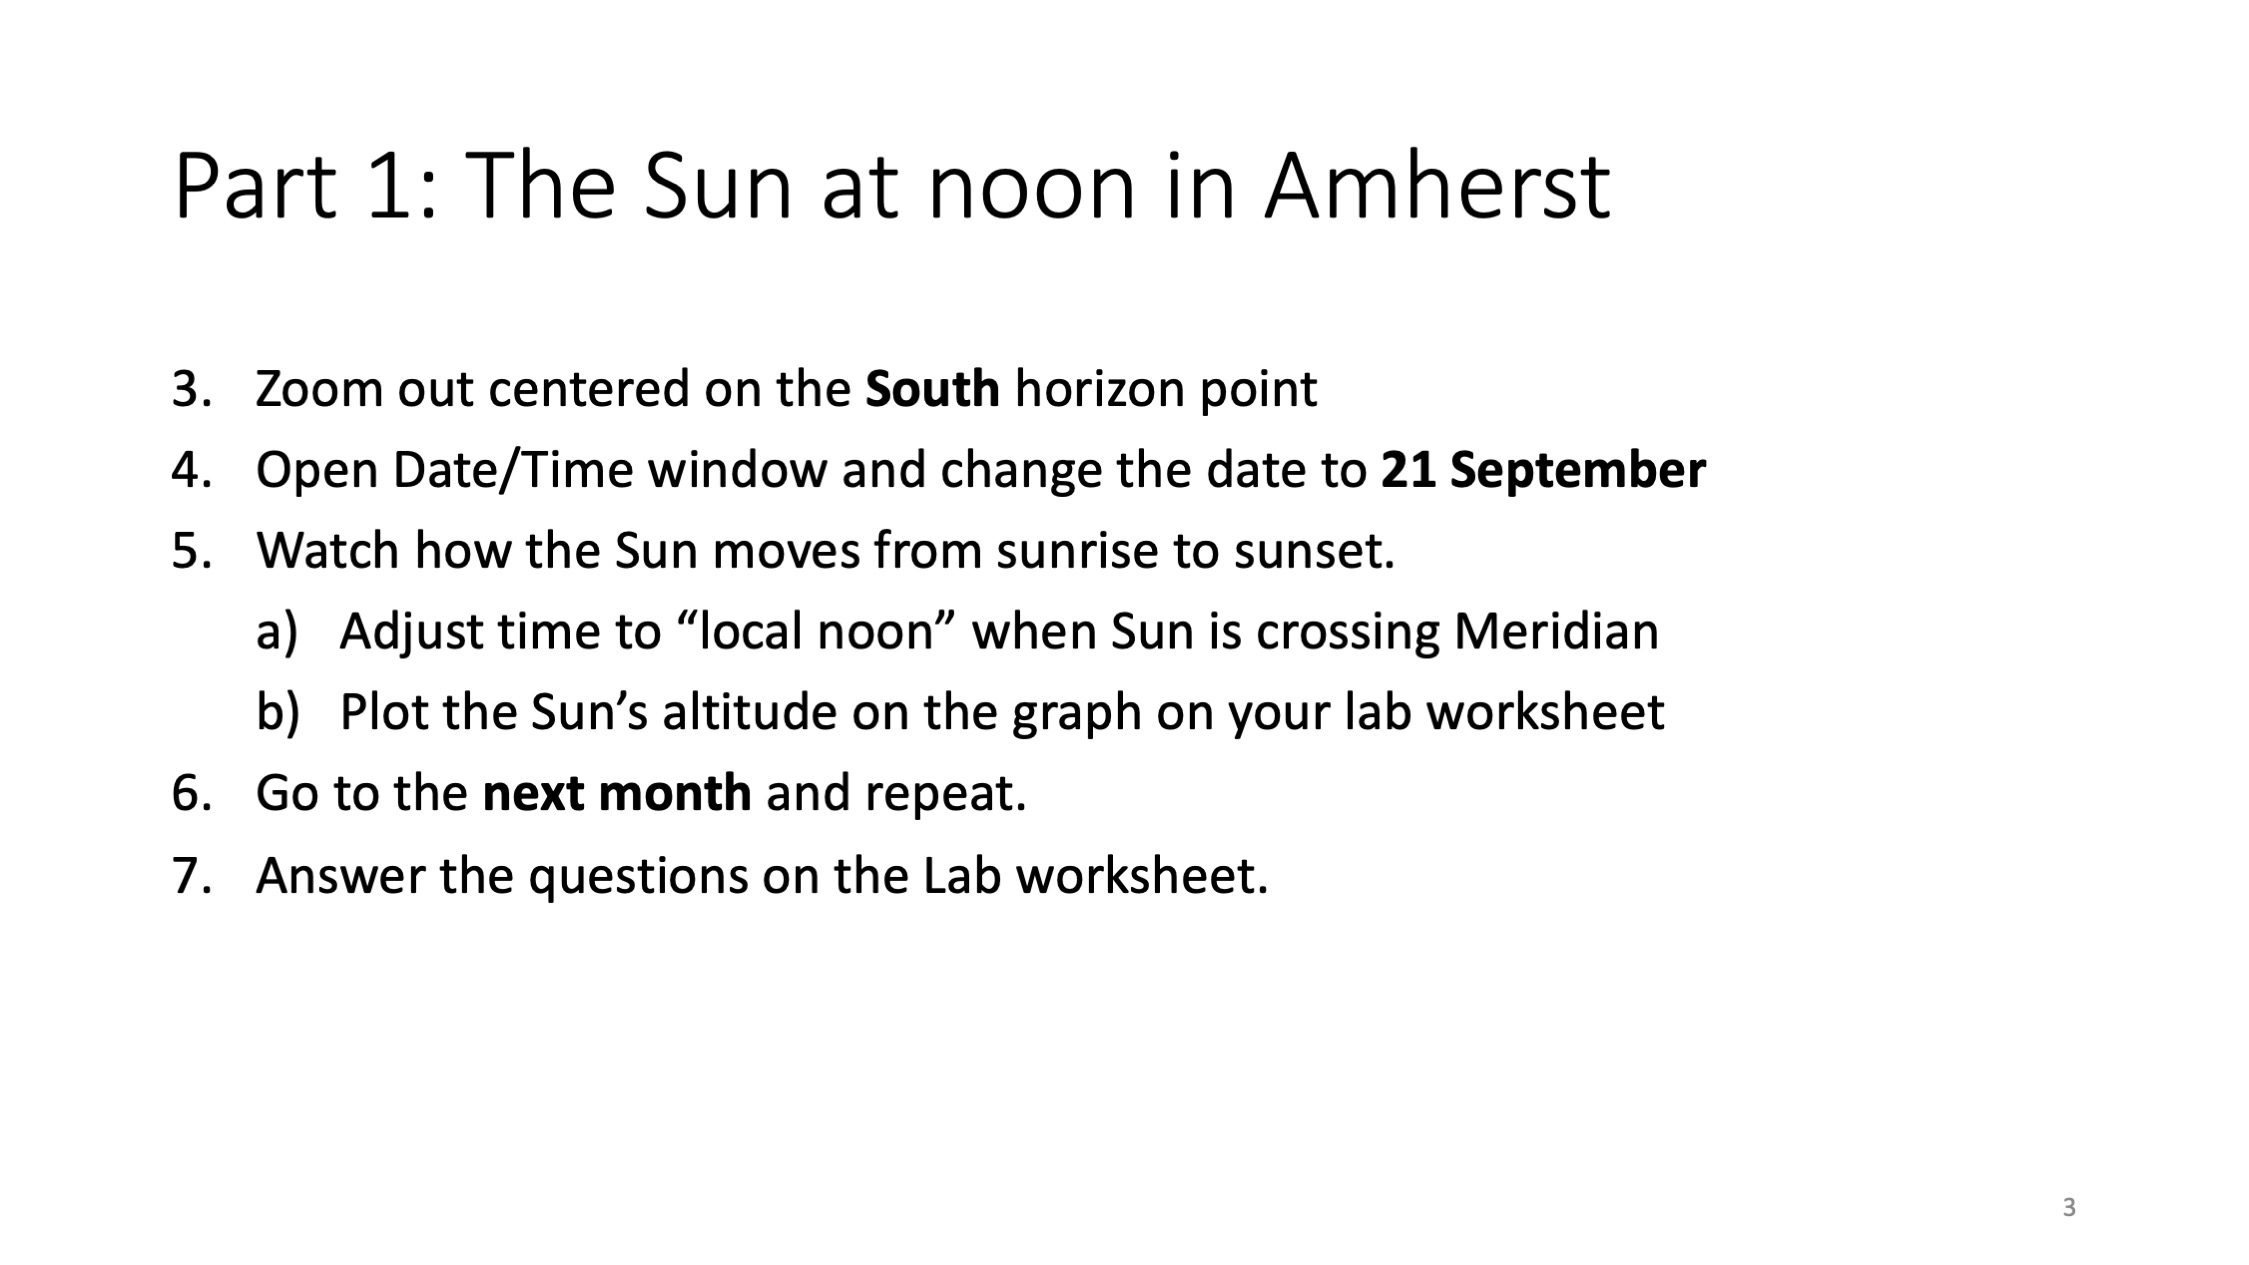 Part 1: The Sun at noon in Amherst
3. Zoom out centered on the South horizon point
4. Open Date/Time window and change the date to 21 September
5. Watch how the Sun moves from sunrise to sunset.
a) Adjust time to “local noon” when Sun is crossing Meridian
b) Plot the Sun’s altitude on the graph on your lab worksheet
6. Go to the next month and repeat.
7. Answer the questions on the Lab worksheet.
3